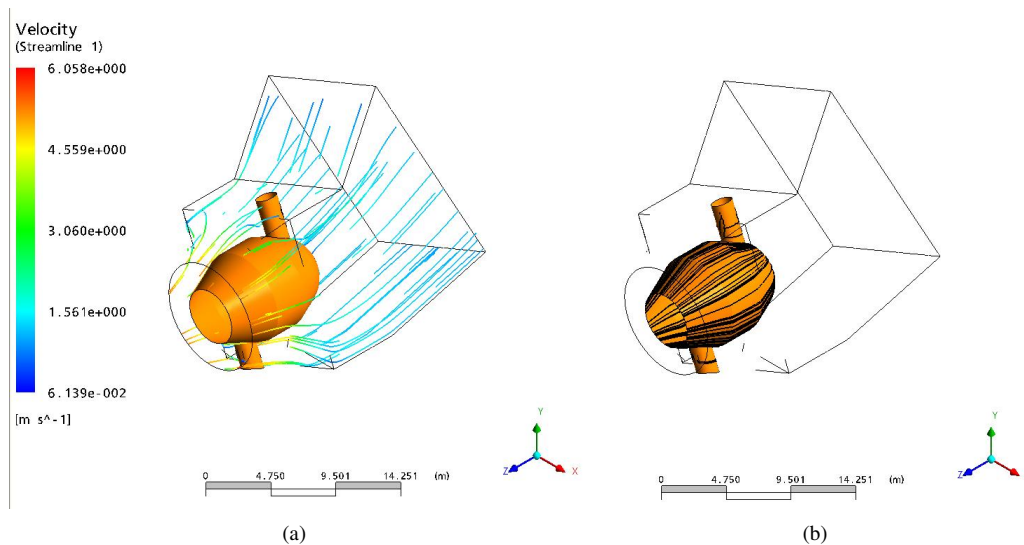 Velocity
(Streamline 1)
6.058e+000
4.559e+000
3.060e+000
1.561e+000
6.139e-002
[m s^-1]
Y
Z
X
0 4.750 9.501 14.251 (m)
Y
Z
0 4.750 9.501 14.251 (m)
(a)
(b)